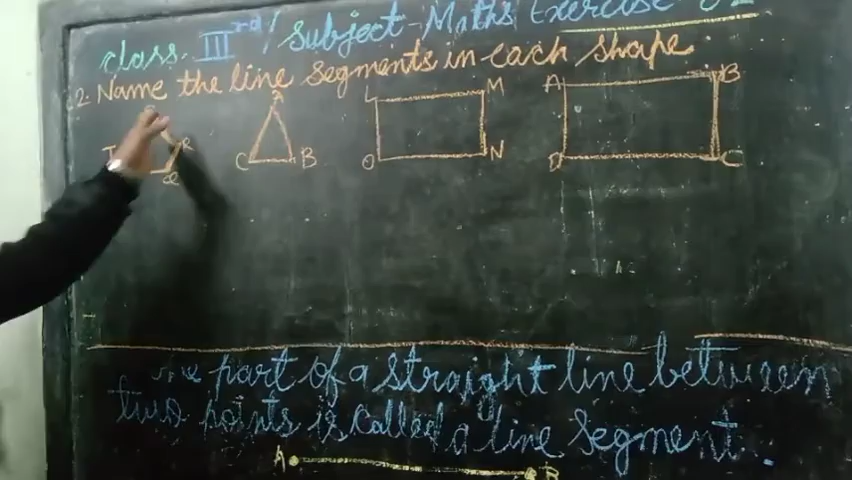 class. III rd / Subject-Maths Exercise
2. Name the line segments in each shape
A L M A B
T R
C B O N D C
part of a straight line between
two points is called a line segment.
A B